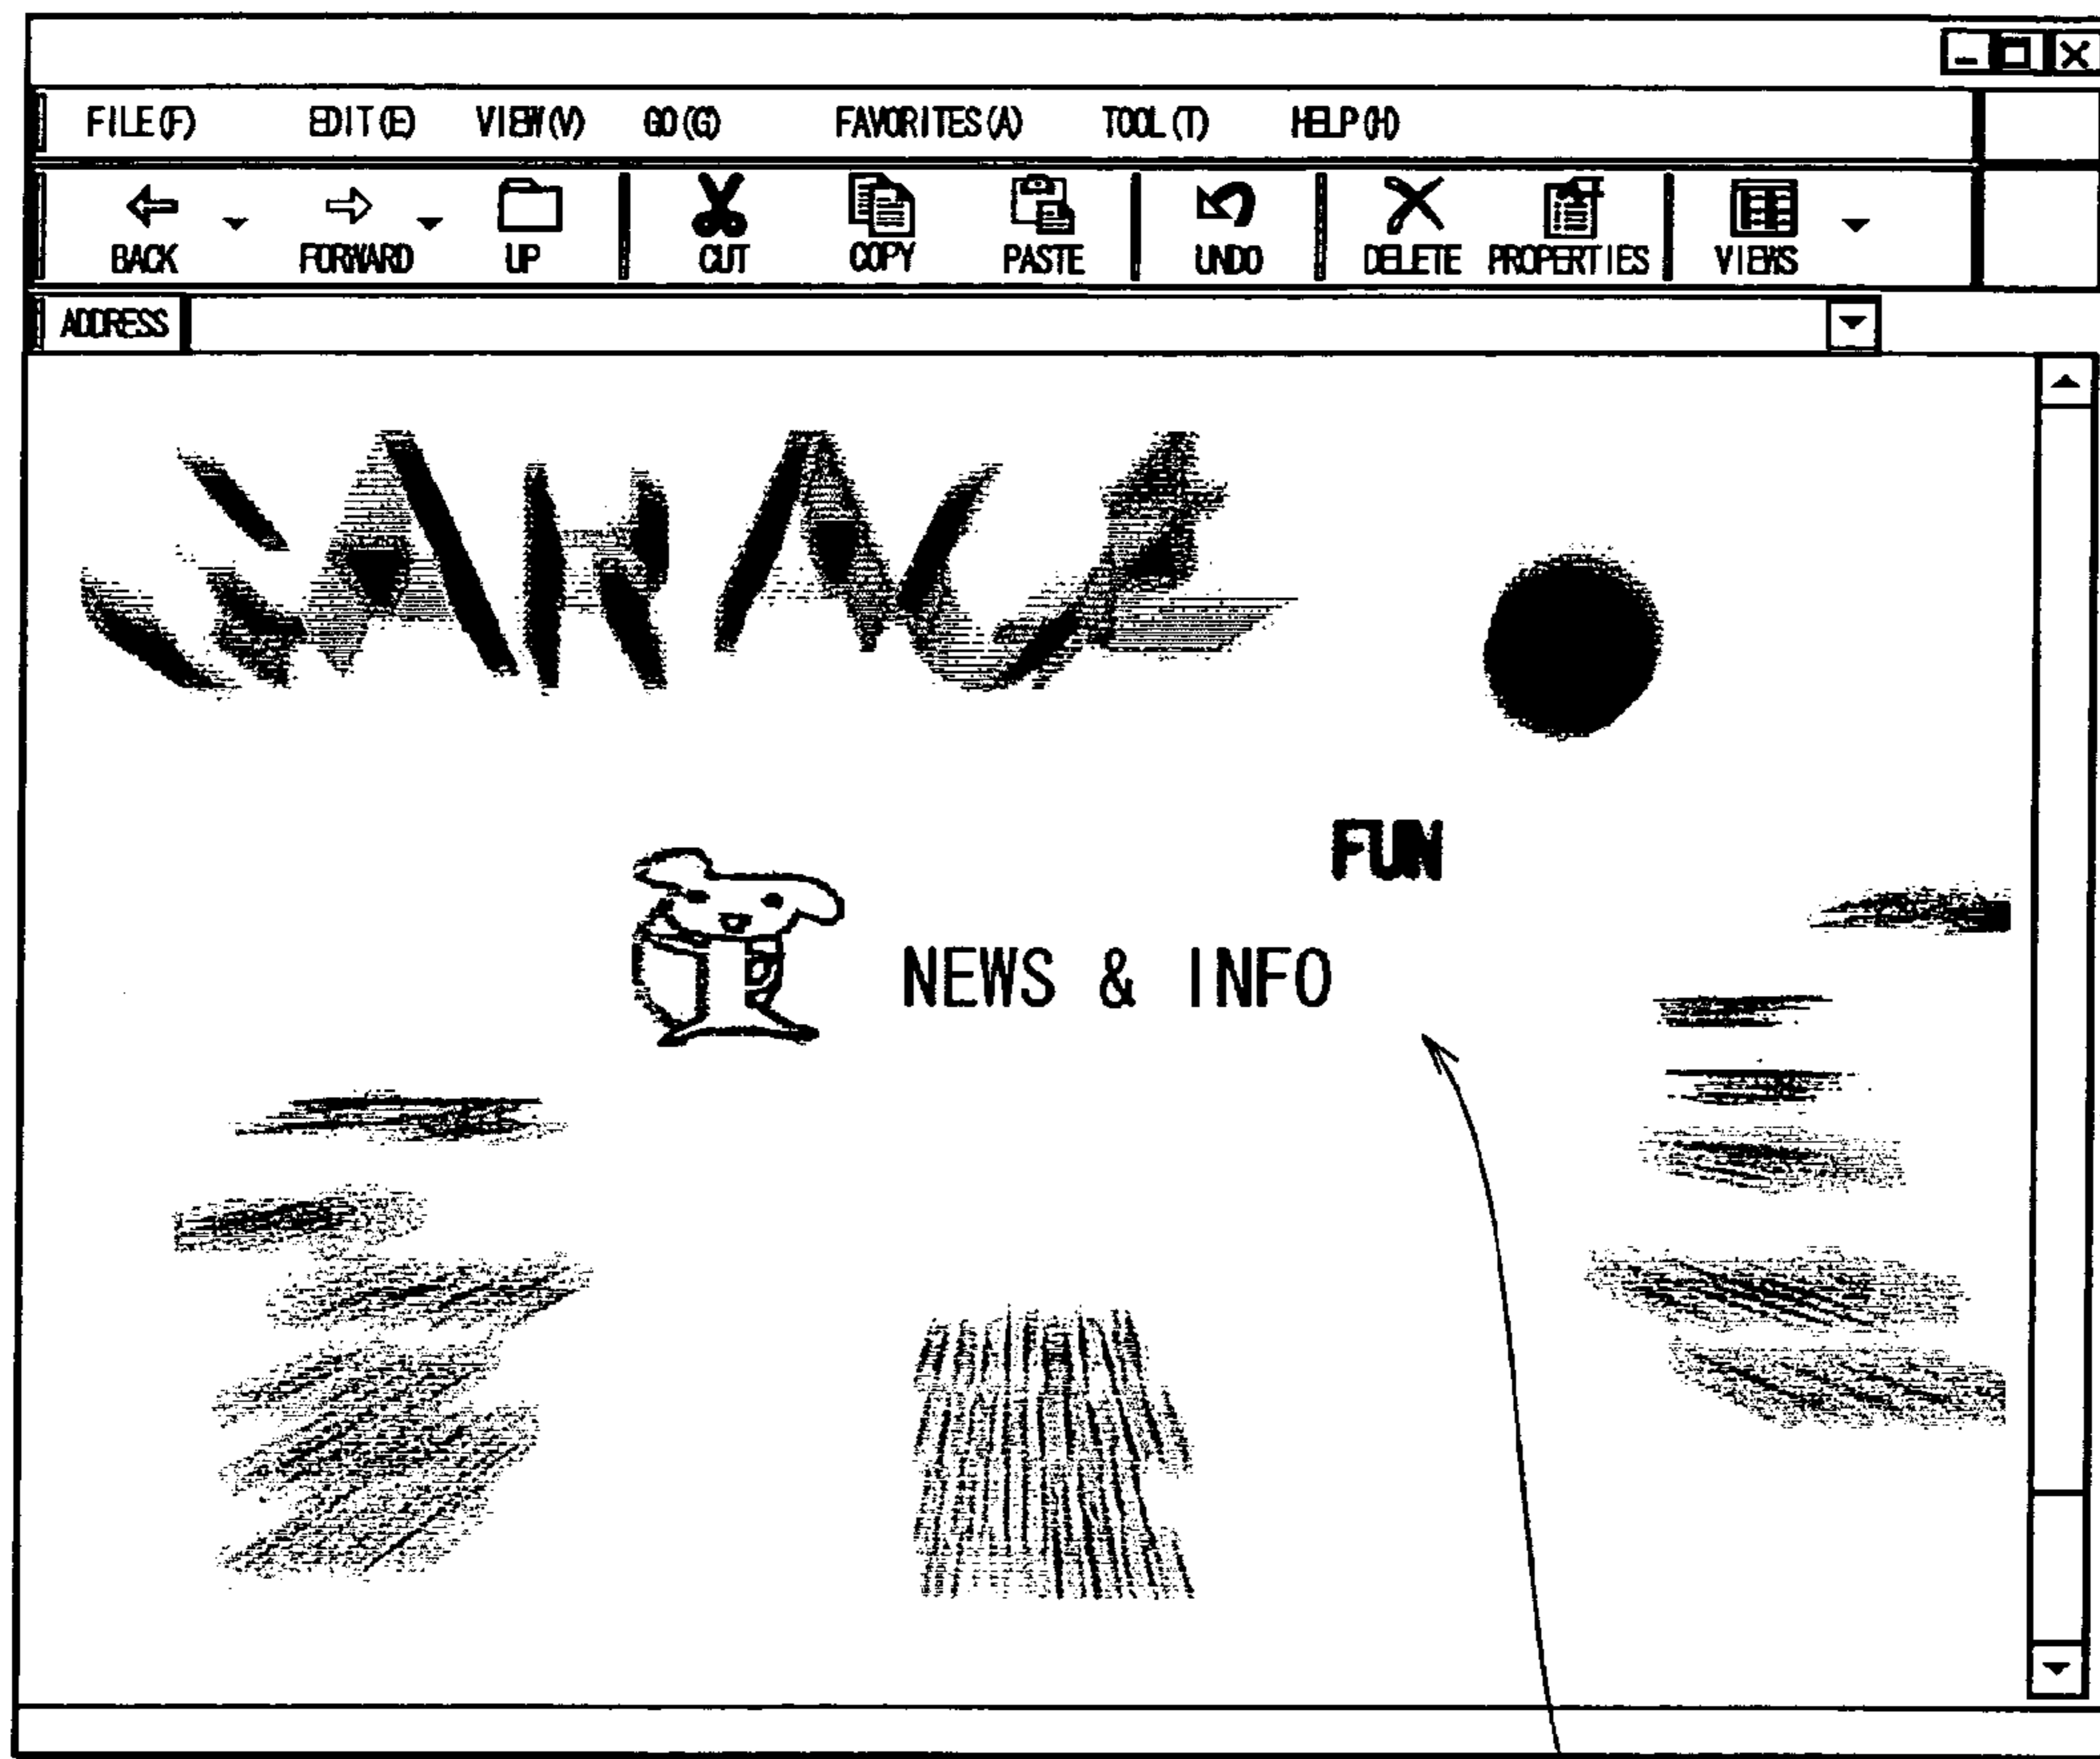 FILE(F) EDIT(E) VIEW(V) GO(G) FAVORITES(A) TOOL(T) HELP(H)
BACK FORWARD UP CUT COPY PASTE UNDO DELETE PROPERTIES VIEWS
ADDRESS
FUN
NEWS & INFO